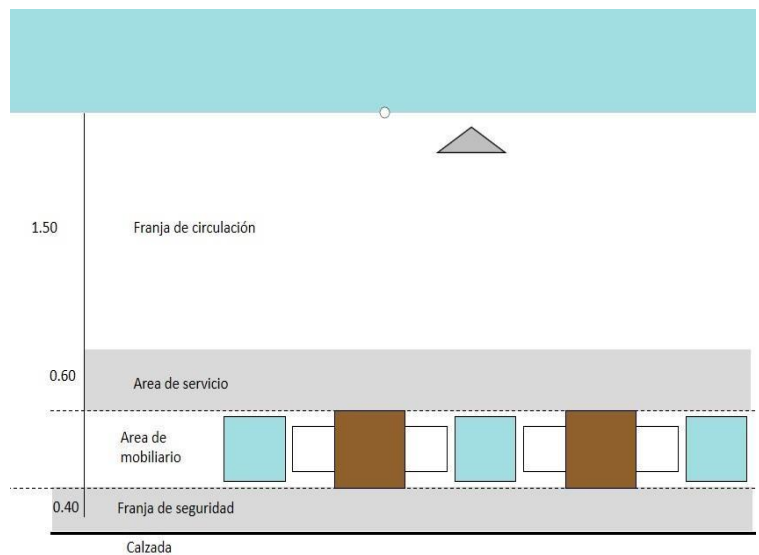 1.50
Franja de circulación
0.60
Area de servicio
Area de
mobiliario
0.40
Franja de seguridad
Calzada